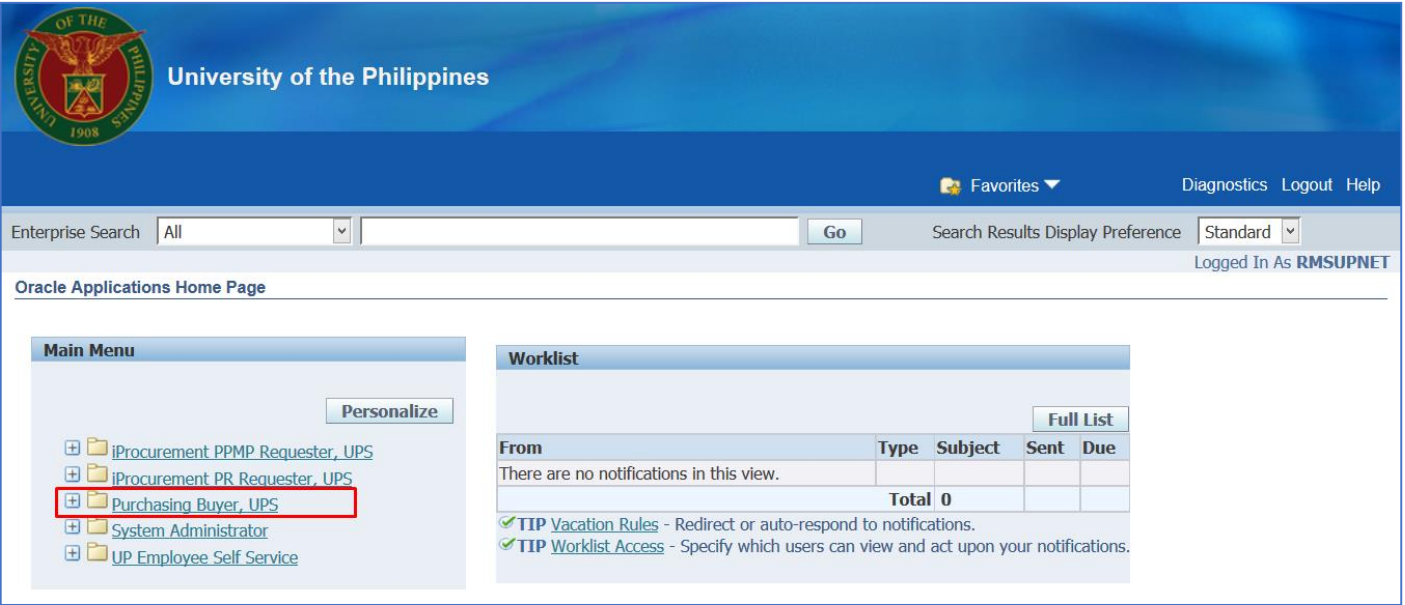 UNIVERSITY OF THE PHILIPPINES
1908
University of the Philippines
Favorites
Diagnostics Logout Help
Enterprise Search All Go Search Results Display Preference Standard
Logged In As RMSUPNET
Oracle Applications Home Page
Main Menu
Personalize
iProcurement PPMP Requester, UPS
iProcurement PR Requester, UPS
Purchasing Buyer, UPS
System Administrator
UP Employee Self Service
Worklist
Full List
From Type Subject Sent Due
There are no notifications in this view.
Total 0
TIP Vacation Rules - Redirect or auto-respond to notifications.
TIP Worklist Access - Specify which users can view and act upon your notifications.